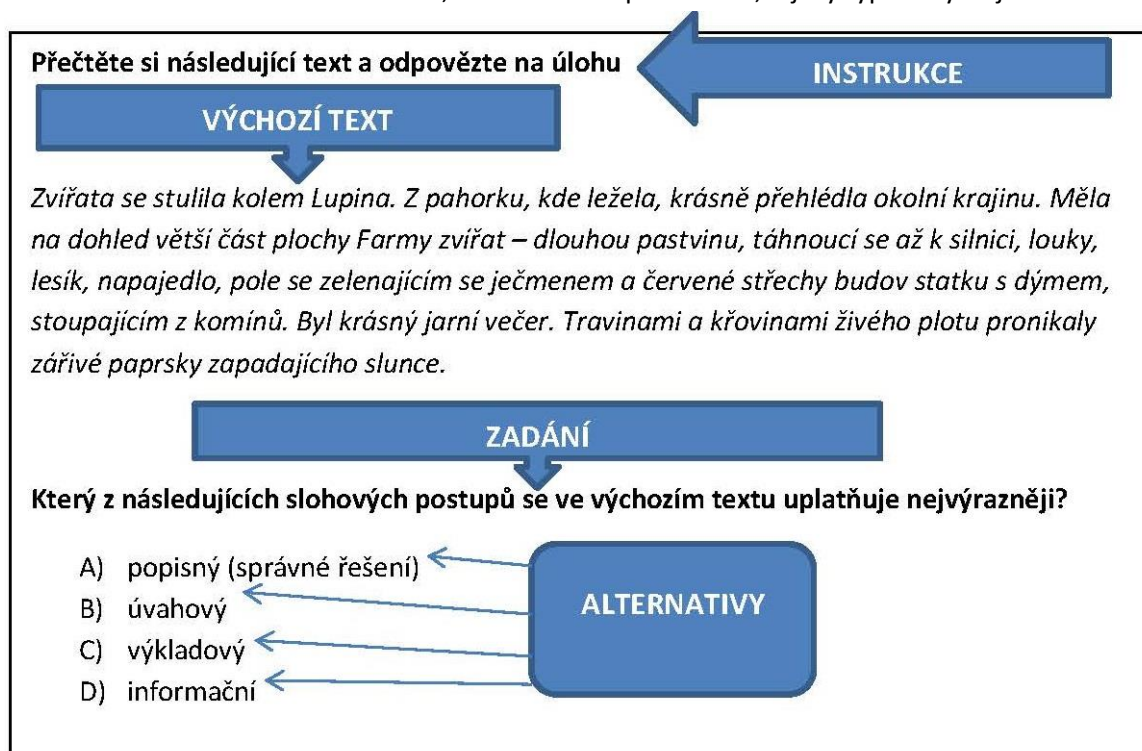 Přečtěte si následující text a odpovězte na úlohu
INSTRUKCE
VÝCHOZÍ TEXT
Zvířata se stulila kolem Lupina. Z pahorku, kde ležela, krásně přehlédla okolní krajinu. Měla
na dohled větší část plochy Farmy zvířat – dlouhou pastvinu, táhnoucí se až k silnici, louky,
lesík, napajedlo, pole se zelenajícím se ječmenem a červené střechy budov statku s dýmem,
stoupajícím z komínů. Byl krásný jarní večer. Travinami a křovinami živého plotu pronikaly
zářivé paprsky zapadajícího slunce.
ZADÁNÍ
Který z následujících slohových postupů se ve výchozím textu uplatňuje nejvýrazněji?
A) popisný (správné řešení)
B) úvahový
C) výkladový
D) informační
ALTERNATIVY